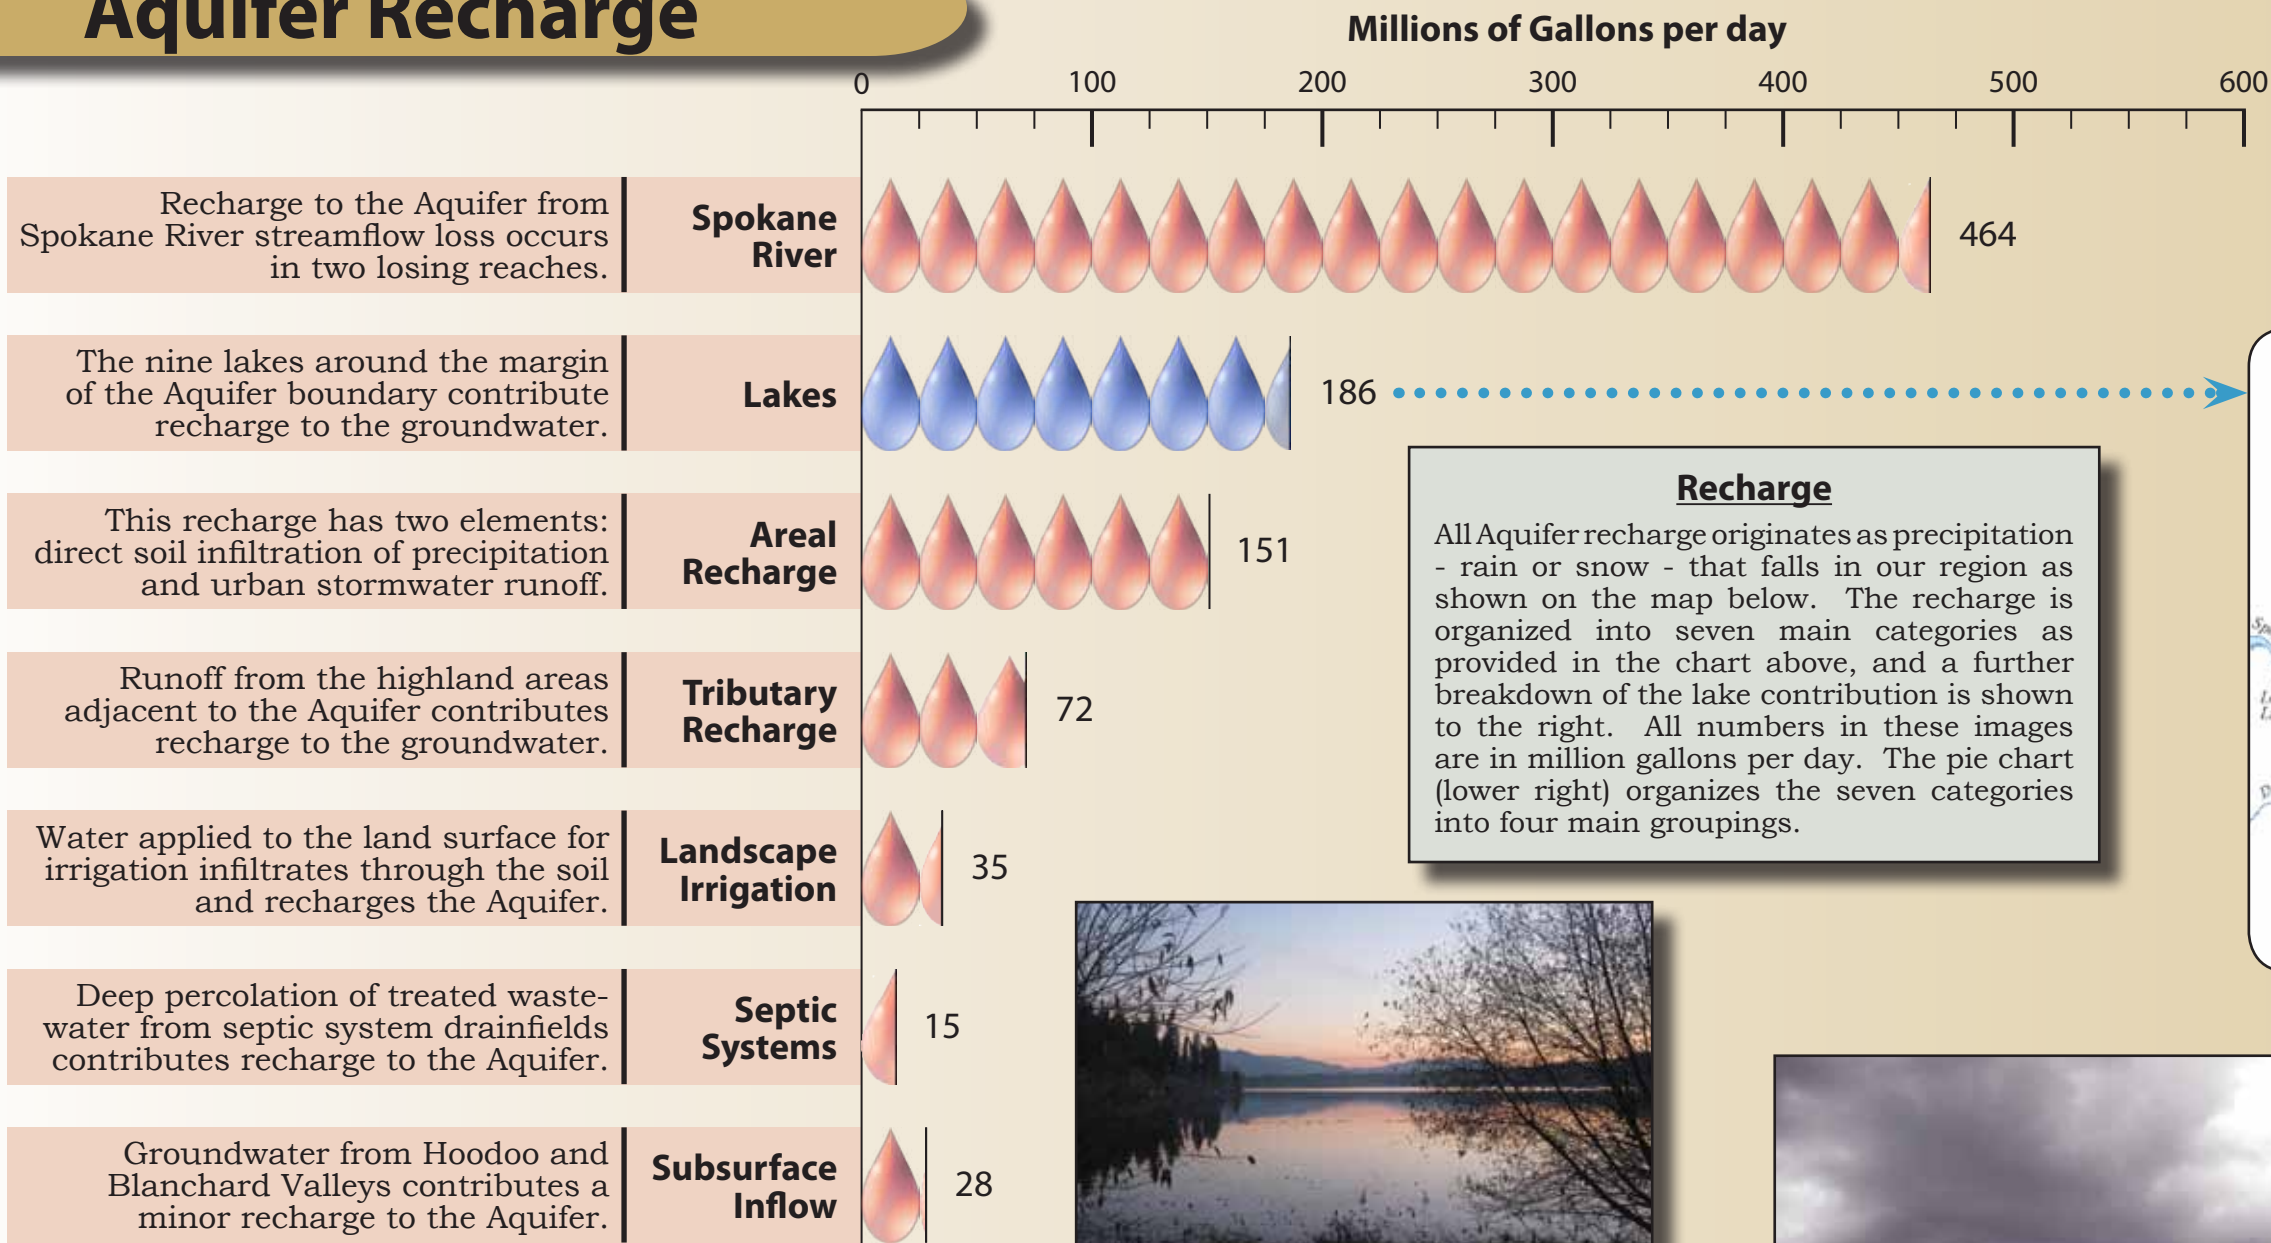 Aquifer Recharge
Millions of Gallons per day
0 100 200 300 400 500 600
Recharge to the Aquifer from
Spokane River streamflow loss occurs
in two losing reaches.
Spokane
River
464
The nine lakes around the margin
of the Aquifer boundary contribute
recharge to the groundwater.
Lakes
186
This recharge has two elements:
direct soil infiltration of precipitation
and urban stormwater runoff.
Areal
Recharge
151
Runoff from the highland areas
adjacent to the Aquifer contributes
recharge to the groundwater.
Tributary
Recharge
72
Water applied to the land surface for
irrigation infiltrates through the soil
and recharges the Aquifer.
Landscape
Irrigation
35
Deep percolation of treated waste-
water from septic system drainfields
contributes recharge to the Aquifer.
Septic
Systems
15
Groundwater from Hoodoo and
Blanchard Valleys contributes a
minor recharge to the Aquifer.
Subsurface
Inflow
28
Recharge
All Aquifer recharge originates as precipitation
- rain or snow - that falls in our region as
shown on the map below. The recharge is
organized into seven main categories as
provided in the chart above, and a further
breakdown of the lake contribution is shown
to the right. All numbers in these images
are in million gallons per day. The pie chart
(lower right) organizes the seven categories
into four main groupings.